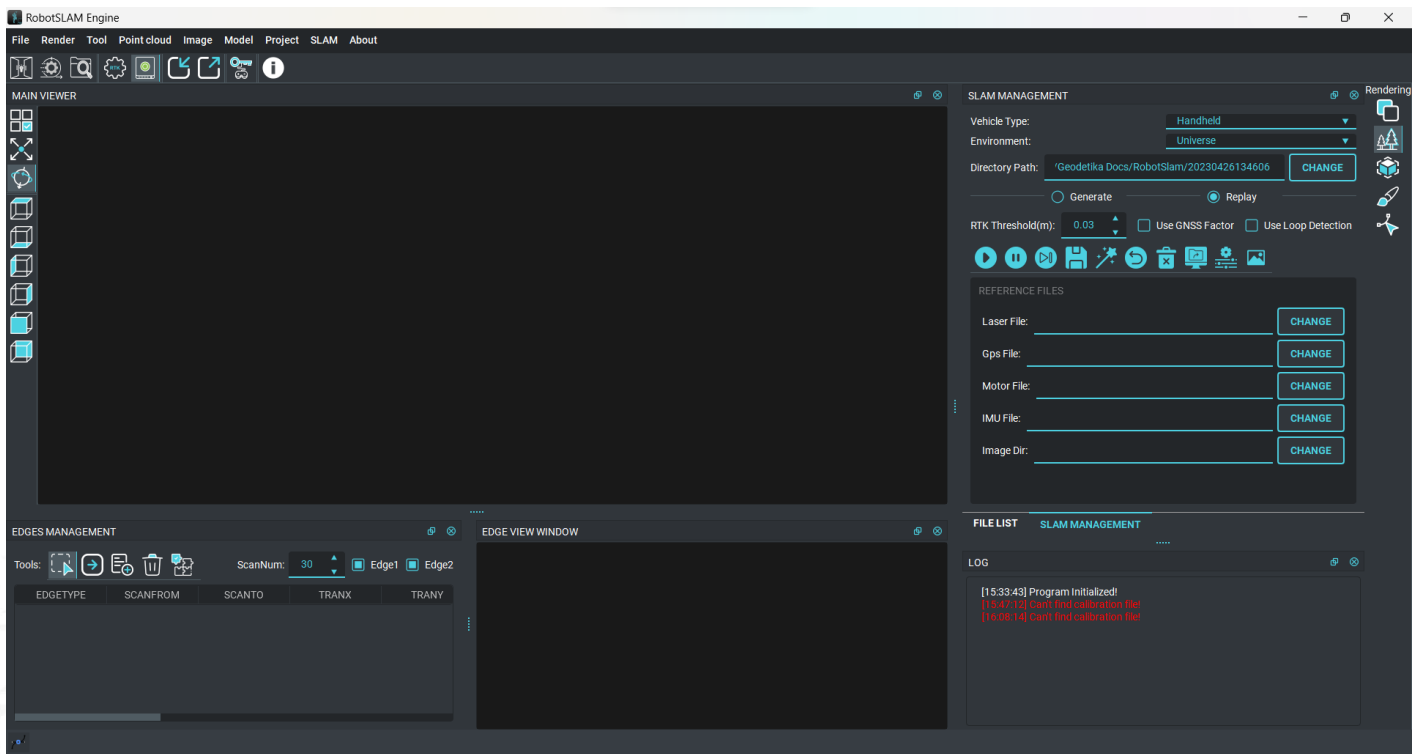 RobotSLAM Engine
File Render Tool Point cloud Image Model Project SLAM About
RTK
MAIN VIEWER
SLAM MANAGEMENT
Rendering
Vehicle Type: Handheld
Environment: Universe
Directory Path: 'Geodetika Docs/RobotSlam/20230426134606 CHANGE
Generate Replay
RTK Threshold(m): 0.03 Use GNSS Factor Use Loop Detection
REFERENCE FILES
Laser File: CHANGE
Gps File: CHANGE
Motor File: CHANGE
IMU File: CHANGE
Image Dir: CHANGE
FILE LIST SLAM MANAGEMENT
EDGES MANAGEMENT
Tools: ScanNum: 30 Edge1 Edge2
EDGETYPE SCANFROM SCANTO TRANX TRANY
EDGE VIEW WINDOW
LOG
[15:33:43] Program Initialized!
[15:47:12] Can't find calibration file!
[16:08:14] Can't find calibration file!